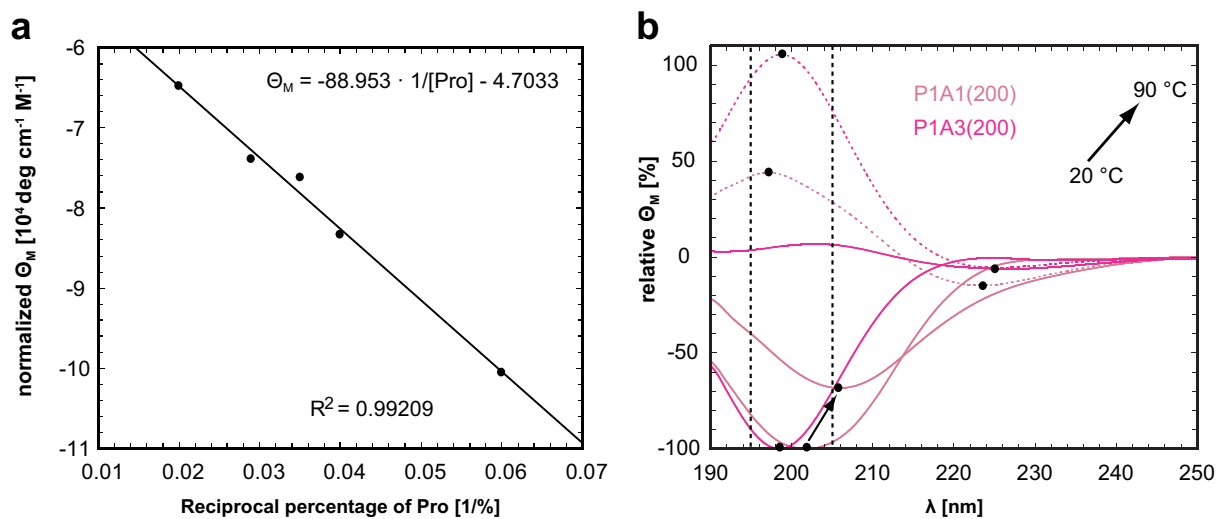 a
-6
-7
-8
-9
-10
-11
0.01 0.02 0.03 0.04 0.05 0.06 0.07
normalized Θ_M [10⁴ deg cm⁻¹ M⁻¹]
Reciprocal percentage of Pro [1/%]
Θ_M = -88.953 · 1/[Pro] - 4.7033
R² = 0.99209
b
100
50
0
-50
-100
190 200 210 220 230 240 250
relative Θ_M [%]
λ [nm]
P1A1(200)
P1A3(200)
90 °C
20 °C